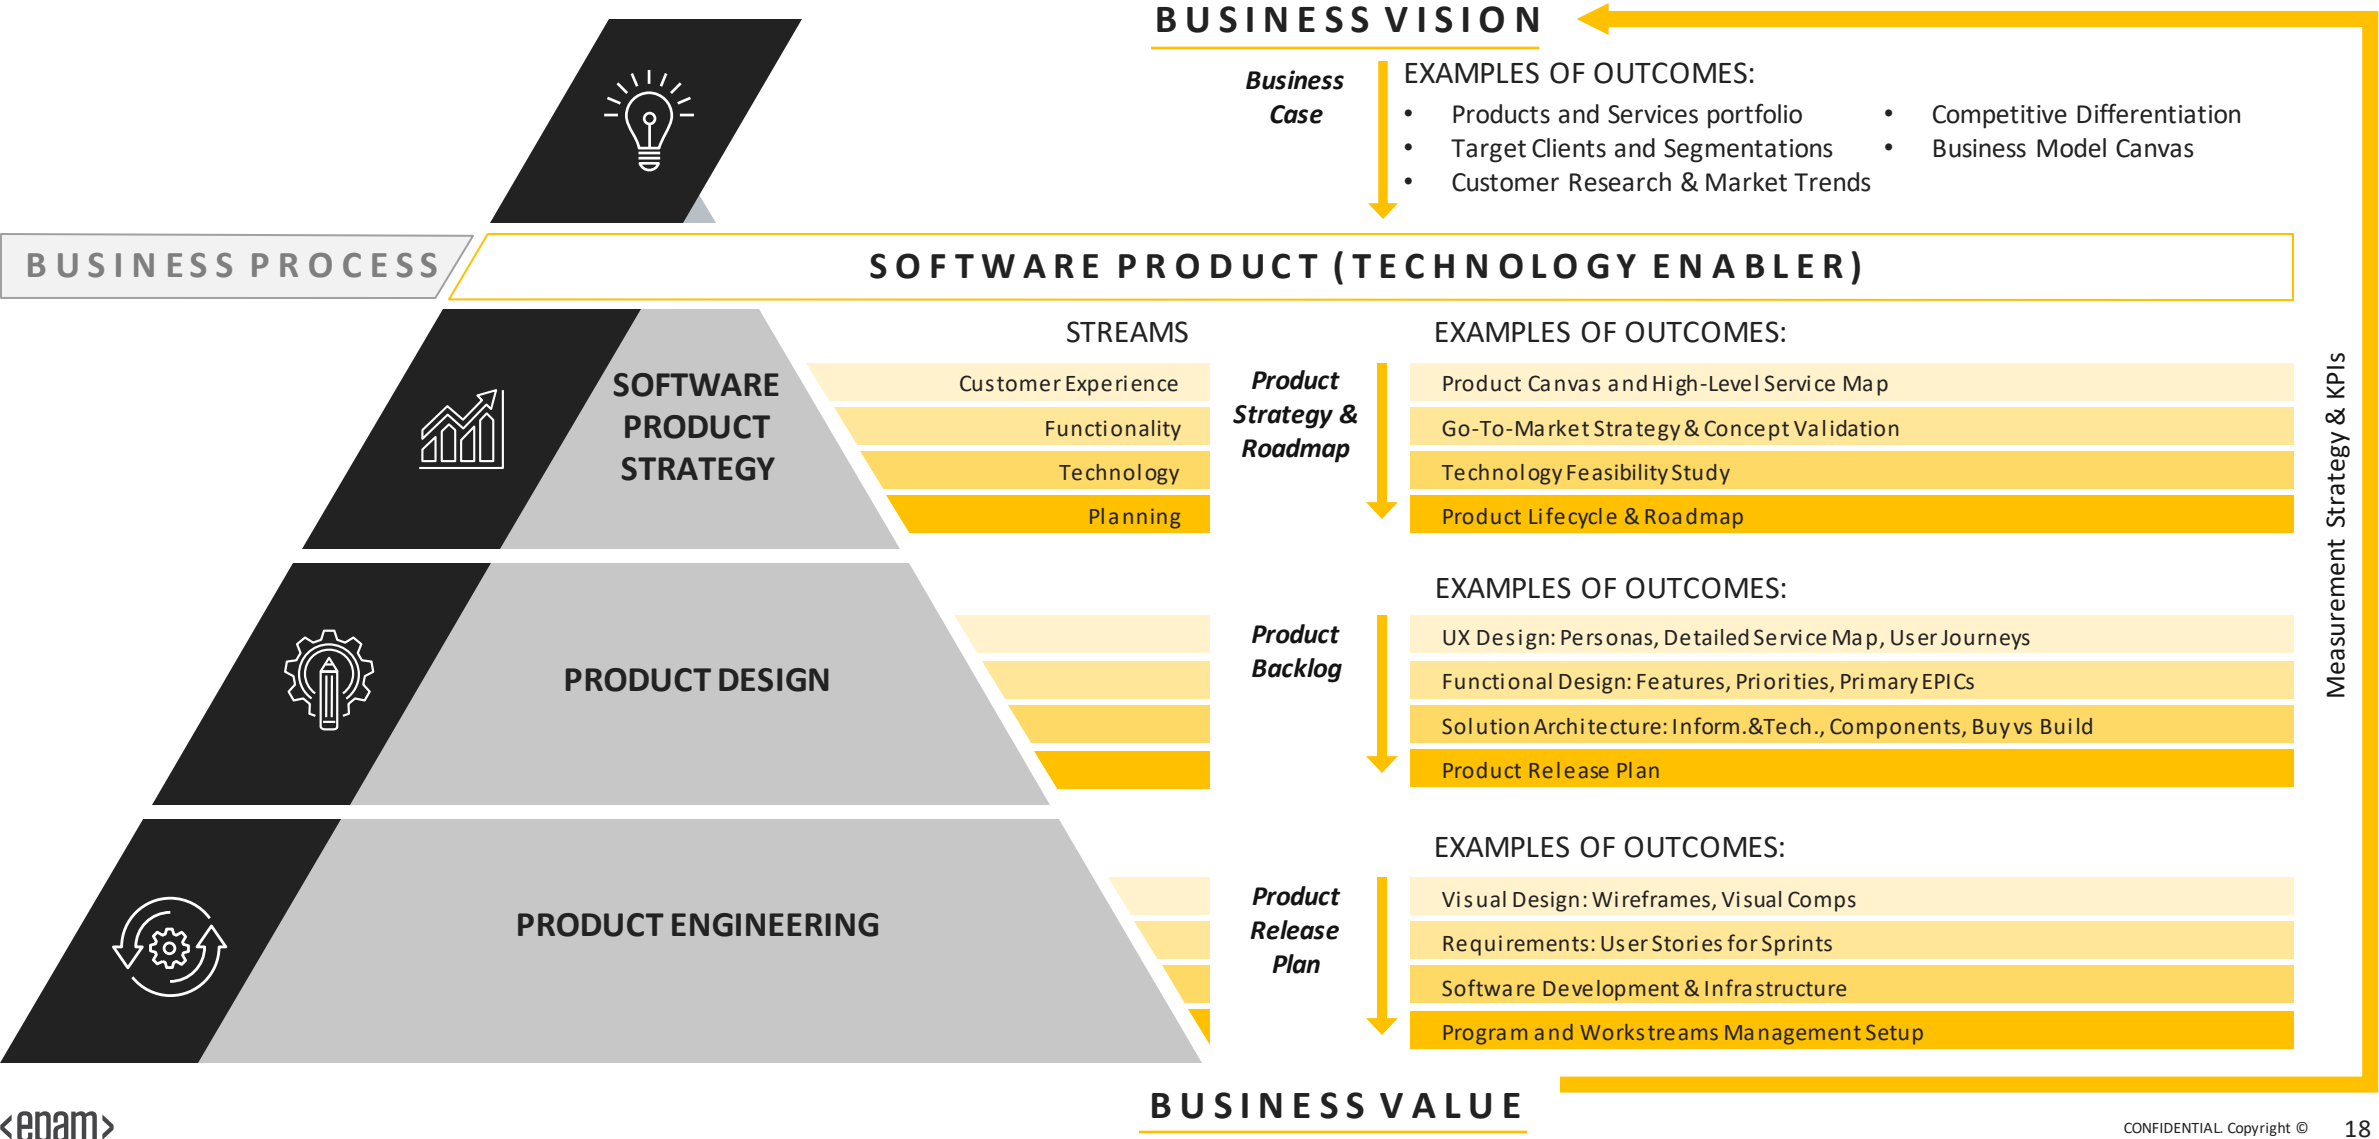 BUSINESS VISION
Business
Case
EXAMPLES OF OUTCOMES:
• Products and Services portfolio
• Target Clients and Segmentations
• Customer Research & Market Trends
• Competitive Differentiation
• Business Model Canvas
BUSINESS PROCESS
SOFTWARE PRODUCT (TECHNOLOGY ENABLER)
SOFTWARE
PRODUCT
STRATEGY
STREAMS
Customer Experience
Functionality
Technology
Planning
Product
Strategy &
Roadmap
EXAMPLES OF OUTCOMES:
Product Canvas and High-Level Service Map
Go-To-Market Strategy & Concept Validation
Technology Feasibility Study
Product Lifecycle & Roadmap
PRODUCT DESIGN
Product
Backlog
EXAMPLES OF OUTCOMES:
UX Design: Personas, Detailed Service Map, User Journeys
Functional Design: Features, Priorities, Primary EPICs
Solution Architecture: Inform.&Tech., Components, Buy vs Build
Product Release Plan
PRODUCT ENGINEERING
Product
Release
Plan
EXAMPLES OF OUTCOMES:
Visual Design: Wireframes, Visual Comps
Requirements: User Stories for Sprints
Software Development & Infrastructure
Program and Workstreams Management Setup
Measurement Strategy & KPIs
BUSINESS VALUE
<epam>
CONFIDENTIAL. Copyright ©
18